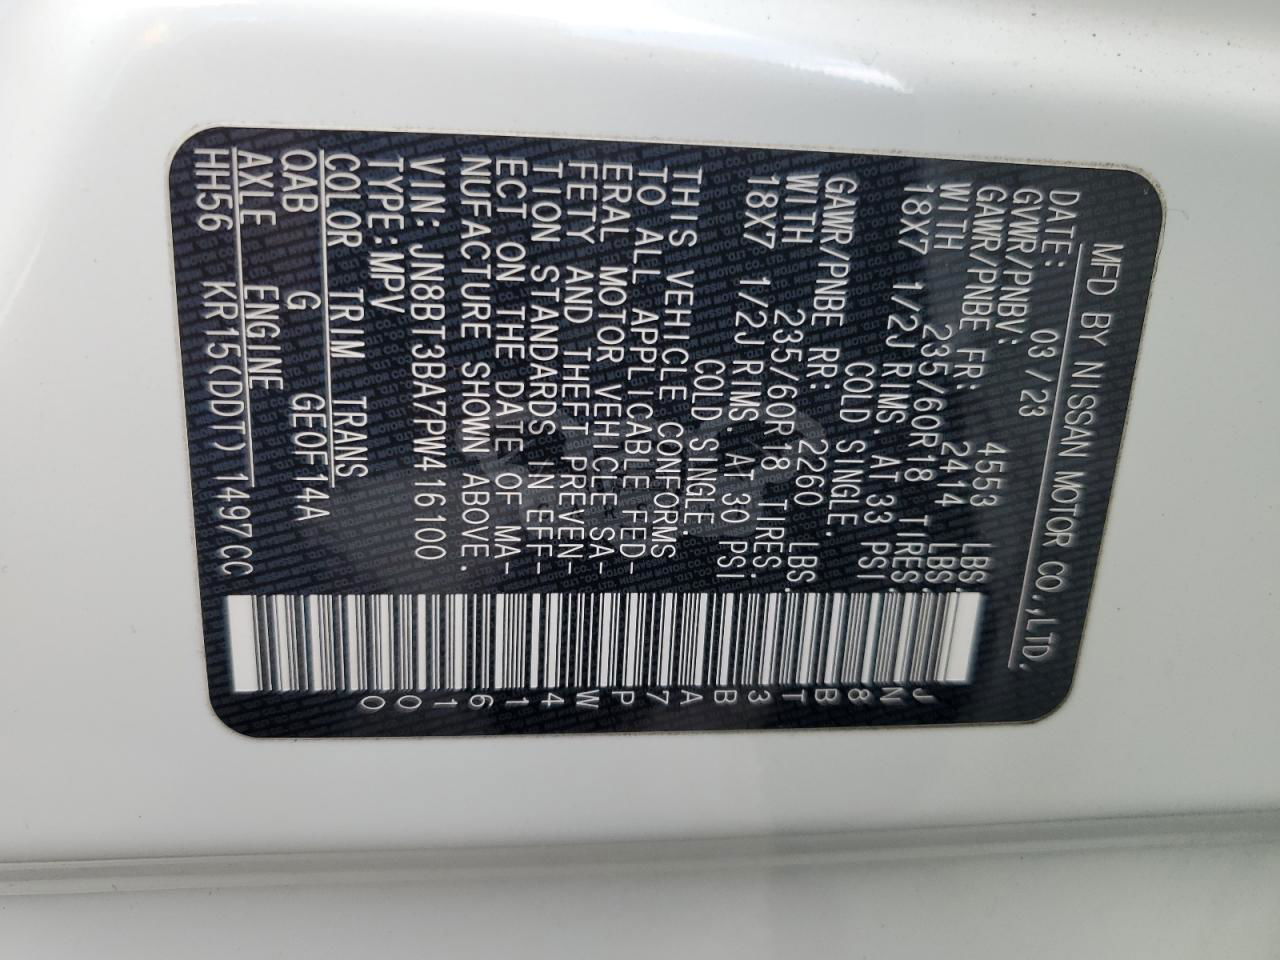 MFD BY NISSAN MOTOR CO.,LTD.
DATE: 03 /23
GVWR/PNBV: 4553 LBS.
GAWR/PNBE FR: 2414 LBS.
WITH 235/60R18 TIRES.
18X7 1/2J RIMS. AT 33 PSI
COLD SINGLE.
GAWR/PNBE RR: 2260 LBS.
WITH 235/60R18 TIRES.
18X7 1/2J RIMS. AT 30 PSI
COLD SINGLE.
THIS VEHICLE CONFORMS
TO ALL APPLICABLE FED-
ERAL MOTOR VEHICLE SA-
FETY AND THEFT PREVEN-
TION STANDARDS IN EFF-
ECT ON THE DATE OF MA-
NUFACTURE SHOWN ABOVE.
VIN: JN8BT3BA7PW416100
TYPE:MPV
COLOR TRIM TRANS
QAB G GE0F14A
AXLE ENGINE
HH56 KR15(DDT) 1497CC
JN8BT3BA7PW416100